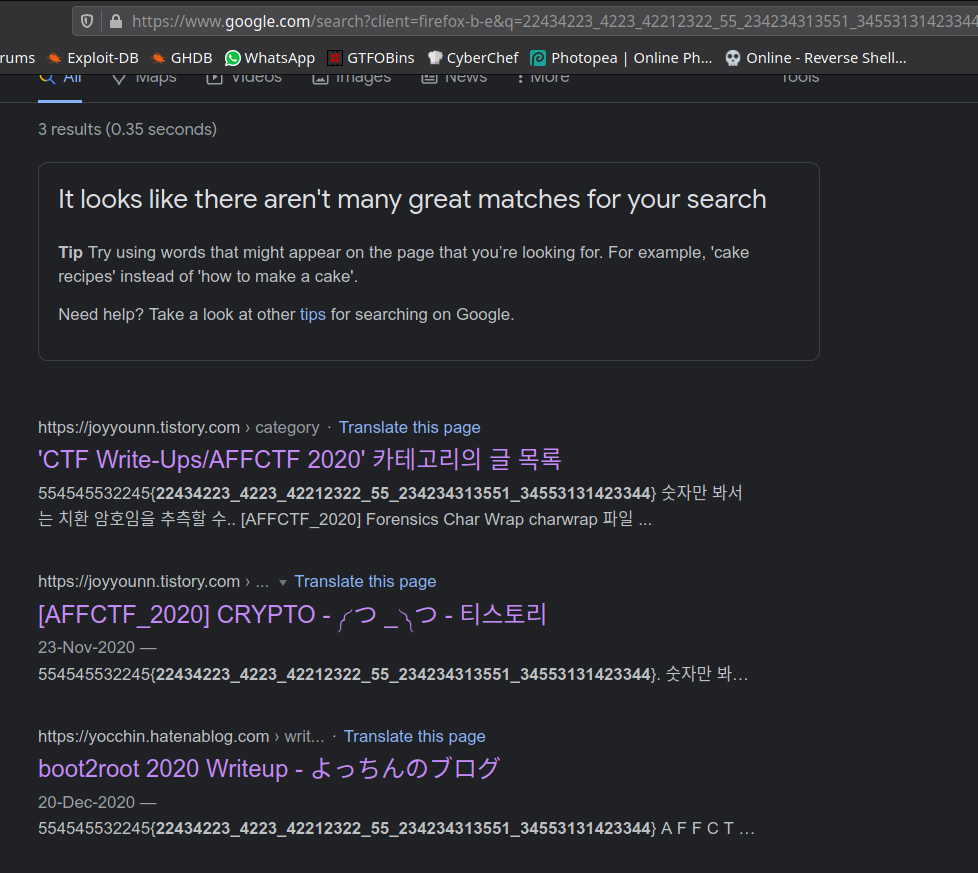 https://www.google.com/search?client=firefox-b-e&q=22434223_4223_42212322_55_234234313551_34553131423344
rums Exploit-DB GHDB WhatsApp GTFOBins CyberChef Photopea | Online Ph... Online - Reverse Shell...
All Maps Videos Images News More Tools
3 results (0.35 seconds)
It looks like there aren't many great matches for your search
Tip Try using words that might appear on the page that you’re looking for. For example, 'cake
recipes' instead of 'how to make a cake'.
Need help? Take a look at other tips for searching on Google.
https://joyyounn.tistory.com › category · Translate this page
'CTF Write-Ups/AFFCTF 2020' 카테고리의 글 목록
554545532245{22434223_4223_42212322_55_234234313551_34553131423344} 숫자만 봐서
는 치환 암호임을 추측할 수.. [AFFCTF_2020] Forensics Char Wrap charwrap 파일 ...
https://joyyounn.tistory.com › ... Translate this page
[AFFCTF_2020] CRYPTO - ╭つ _╮つ - 티스토리
23-Nov-2020 —
554545532245{22434223_4223_42212322_55_234234313551_34553131423344}. 숫자만 봐...
https://yocchin.hatenablog.com › writ... · Translate this page
boot2root 2020 Writeup - よっちんのブログ
20-Dec-2020 —
554545532245{22434223_4223_42212322_55_234234313551_34553131423344} A F F C T ...